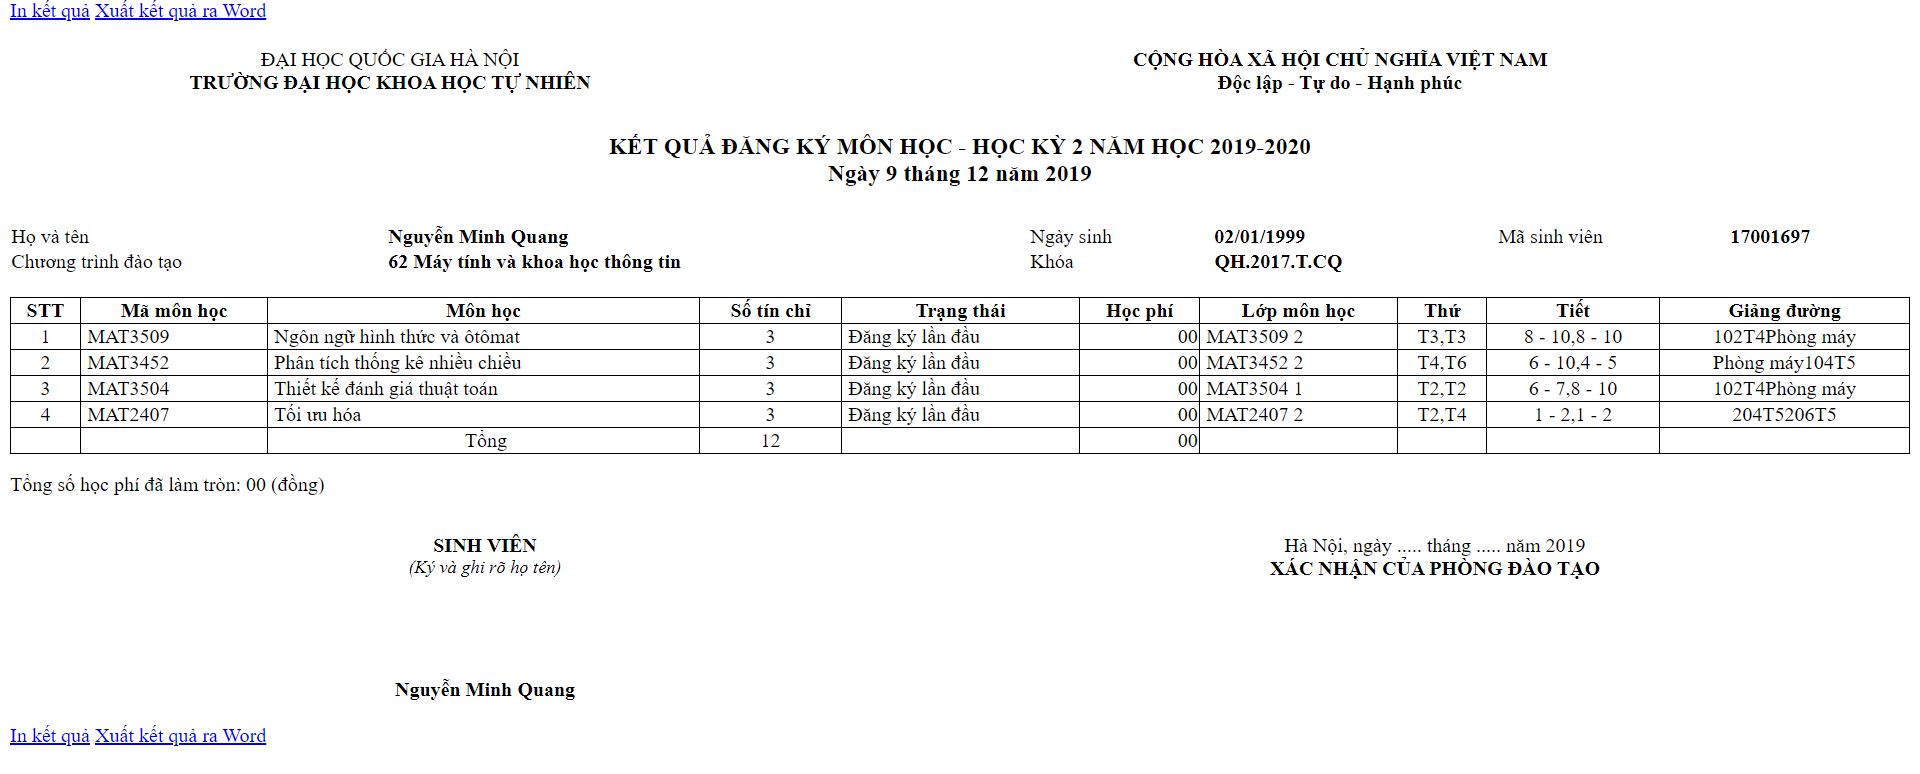 In kết quả Xuất kết quả ra Word
ĐẠI HỌC QUỐC GIA HÀ NỘI
TRƯỜNG ĐẠI HỌC KHOA HỌC TỰ NHIÊN
CỘNG HÒA XÃ HỘI CHỦ NGHĨA VIỆT NAM
Độc lập - Tự do - Hạnh phúc
KẾT QUẢ ĐĂNG KÝ MÔN HỌC - HỌC KỲ 2 NĂM HỌC 2019-2020
Ngày 9 tháng 12 năm 2019
Họ và tên Nguyễn Minh Quang Ngày sinh 02/01/1999 Mã sinh viên 17001697
Chương trình đào tạo 62 Máy tính và khoa học thông tin Khóa QH.2017.T.CQ
STT Mã môn học Môn học Số tín chỉ Trạng thái Học phí Lớp môn học Thứ Tiết Giảng đường
1 MAT3509 Ngôn ngữ hình thức và ôtômat 3 Đăng ký lần đầu 00 MAT3509 2 T3,T3 8 - 10,8 - 10 102T4Phòng máy
2 MAT3452 Phân tích thống kê nhiều chiều 3 Đăng ký lần đầu 00 MAT3452 2 T4,T6 6 - 10,4 - 5 Phòng máy104T5
3 MAT3504 Thiết kế đánh giá thuật toán 3 Đăng ký lần đầu 00 MAT3504 1 T2,T2 6 - 7,8 - 10 102T4Phòng máy
4 MAT2407 Tối ưu hóa 3 Đăng ký lần đầu 00 MAT2407 2 T2,T4 1 - 2,1 - 2 204T5206T5
Tổng 12 00
Tổng số học phí đã làm tròn: 00 (đồng)
SINH VIÊN
(Ký và ghi rõ họ tên)
Hà Nội, ngày ..... tháng ..... năm 2019
XÁC NHẬN CỦA PHÒNG ĐÀO TẠO
Nguyễn Minh Quang
In kết quả Xuất kết quả ra Word